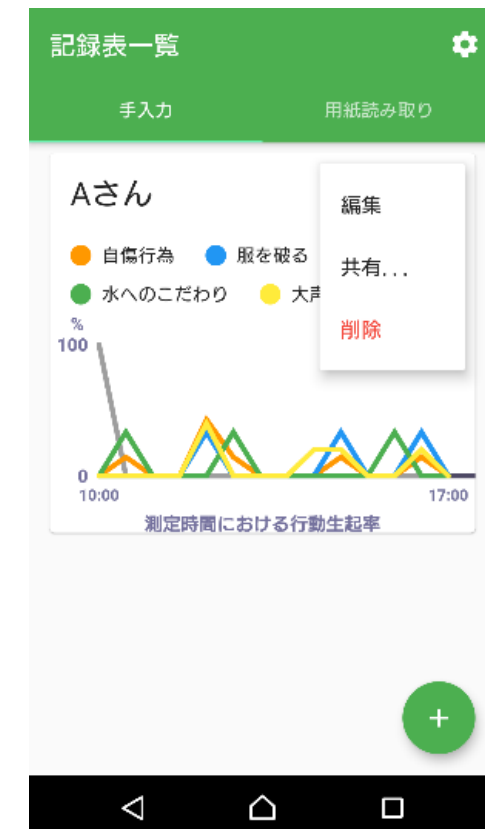 記録表一覧
手入力 用紙読み取り
Aさん
編集
自傷行為 服を破る
共有...
水へのこだわり 大声
削除
%
100
0
10:00 17:00
測定時間における行動生起率
+